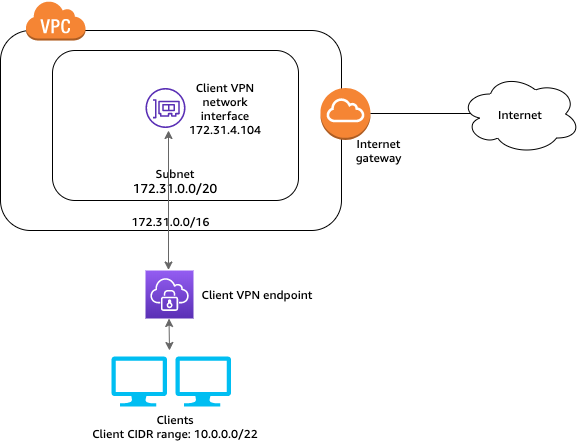 VPC
Client VPN
network
interface
172.31.4.104
Internet
Internet
gateway
Subnet
172.31.0.0/20
172.31.0.0/16
Client VPN endpoint
Clients
Client CIDR range: 10.0.0.0/22